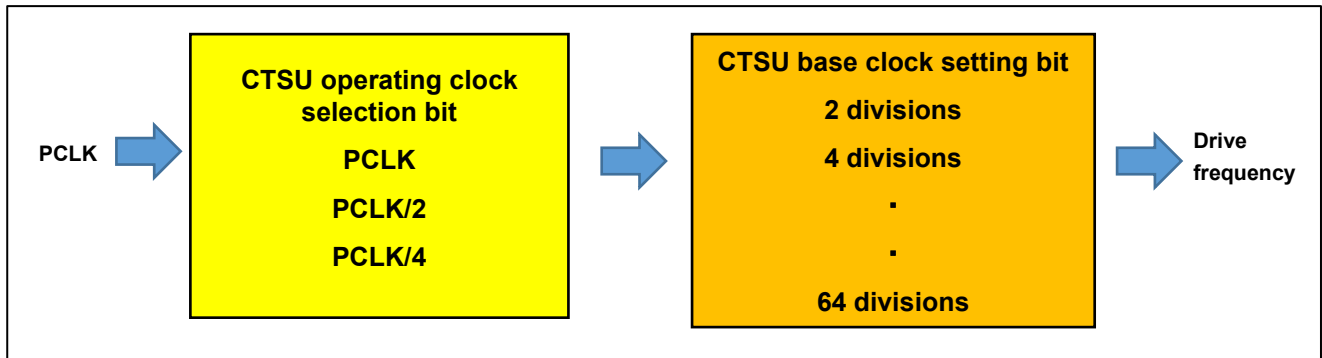 PCLK
CTSU operating clock
selection bit
PCLK
PCLK/2
PCLK/4
CTSU base clock setting bit
2 divisions
4 divisions
.
.
64 divisions
Drive
frequency